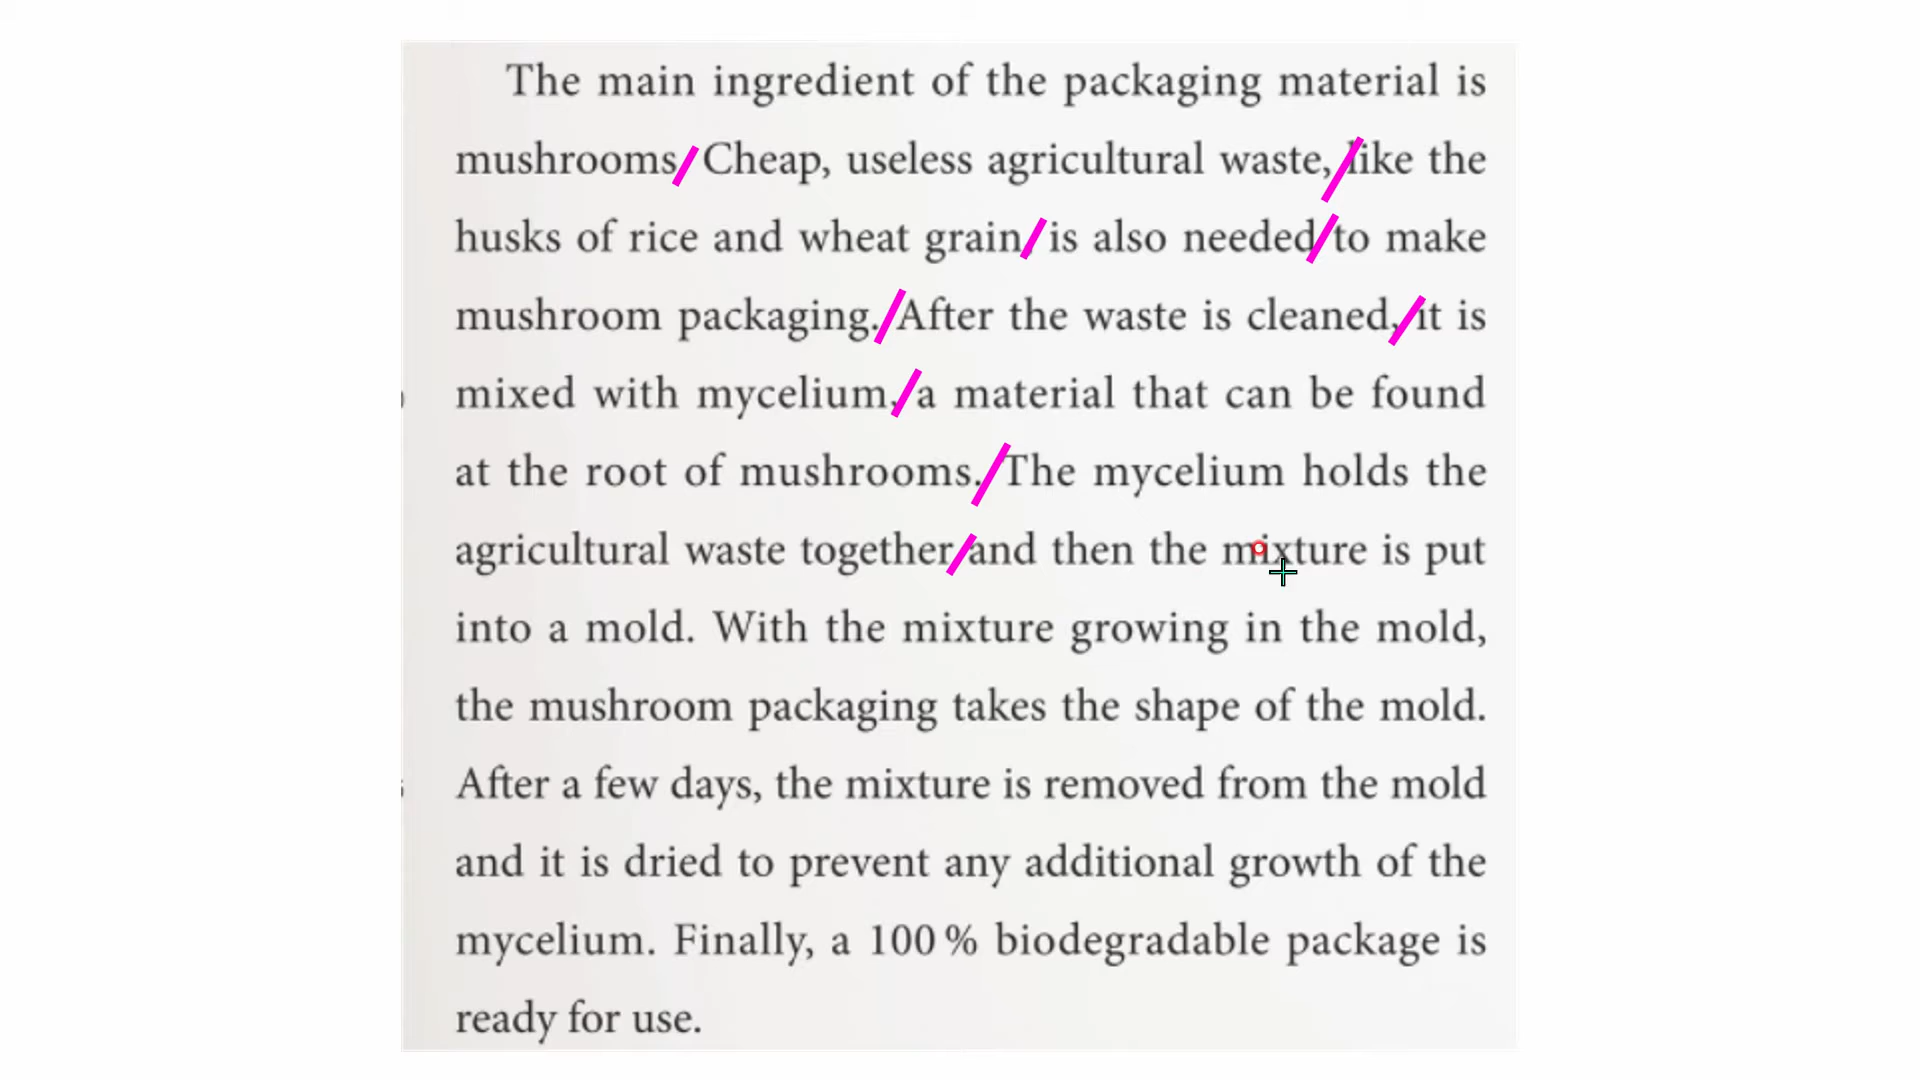 The main ingredient of the packaging material is
mushrooms. Cheap, useless agricultural waste, like the
husks of rice and wheat grain, is also needed to make
mushroom packaging. After the waste is cleaned, it is
mixed with mycelium, a material that can be found
at the root of mushrooms. The mycelium holds the
agricultural waste together and then the mixture is put
into a mold. With the mixture growing in the mold,
the mushroom packaging takes the shape of the mold.
After a few days, the mixture is removed from the mold
and it is dried to prevent any additional growth of the
mycelium. Finally, a 100 % biodegradable package is
ready for use.